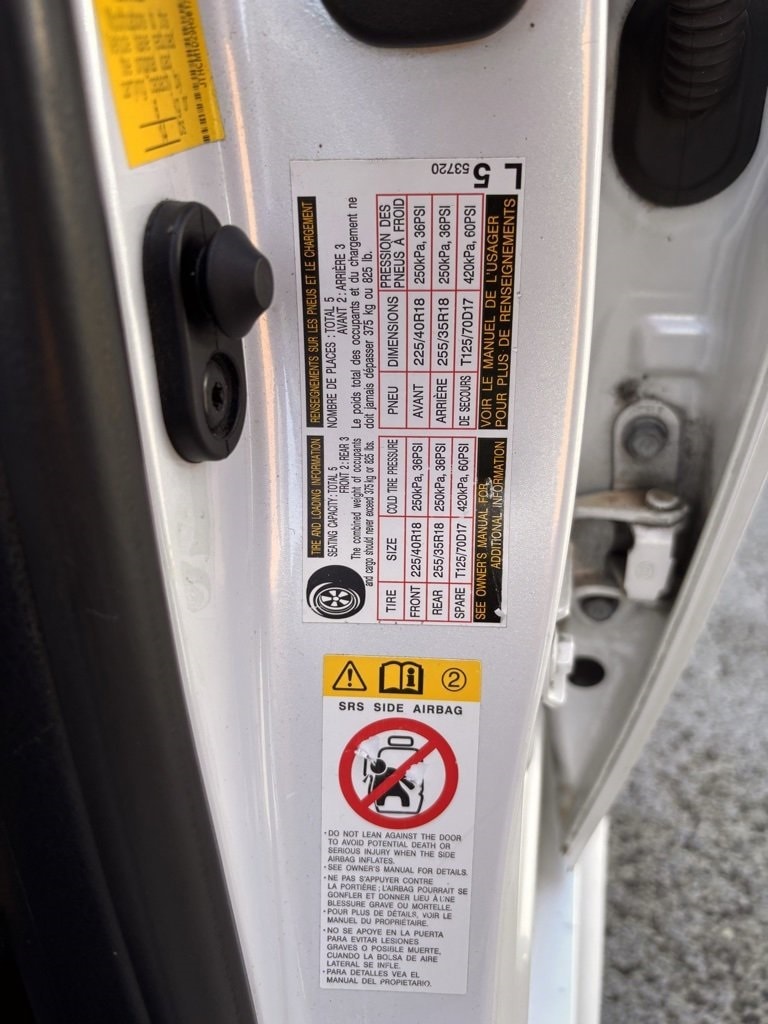 TIRE AND LOADING INFORMATION
SEATING CAPACITY : TOTAL 5
FRONT 2 : REAR 3
The combined weight of occupants
and cargo should never exceed 375 kg or 825 lbs.
TIRE SIZE COLD TIRE PRESSURE
FRONT 225/40R18 250kPa, 36PSI
REAR 255/35R18 250kPa, 36PSI
SPARE T125/70D17 420kPa, 60PSI
SEE OWNER'S MANUAL FOR
ADDITIONAL INFORMATION
RENSEIGNEMENTS SUR LES PNEUS ET LE CHARGEMENT
NOMBRE DE PLACES : TOTAL 5
AVANT 2 : ARRIÈRE 3
Le poids total des occupants et du chargement ne
doit jamais dépasser 375 kg ou 825 lb.
PNEU DIMENSIONS PRESSION DES
PNEUS À FROID
AVANT 225/40R18 250kPa, 36PSI
ARRIÈRE 255/35R18 250kPa, 36PSI
DE SECOURS T125/70D17 420kPa, 60PSI
VOIR LE MANUEL DE L'USAGER
POUR PLUS DE RENSEIGNEMENTS
L5
53720
2
SRS SIDE AIRBAG
・DO NOT LEAN AGAINST THE DOOR
TO AVOID POTENTIAL DEATH OR
SERIOUS INJURY WHEN THE SIDE
AIRBAG INFLATES.
・SEE OWNER'S MANUAL FOR DETAILS.
・NE PAS S'APPUYER CONTRE
LA PORTIÈRE ; L'AIRBAG POURRAIT SE
GONFLER ET DONNER LIEU À UNE
BLESSURE GRAVE OU MORTELLE.
・POUR PLUS DE DÉTAILS, VOIR LE
MANUEL DU PROPRIÉTAIRE.
・NO SE APOYE EN LA PUERTA
PARA EVITAR LESIONES
GRAVES O POSIBLE MUERTE,
CUANDO LA BOLSA DE AIRE
LATERAL SE INFLE.
・PARA DETALLES VEA EL
MANUAL DEL PROPIETARIO.